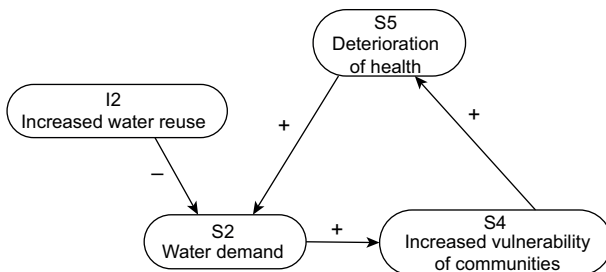 S5
Deterioration
of health
I2
Increased water reuse
+
+
–
S2
Water demand
+
S4
Increased vulnerability
of communities